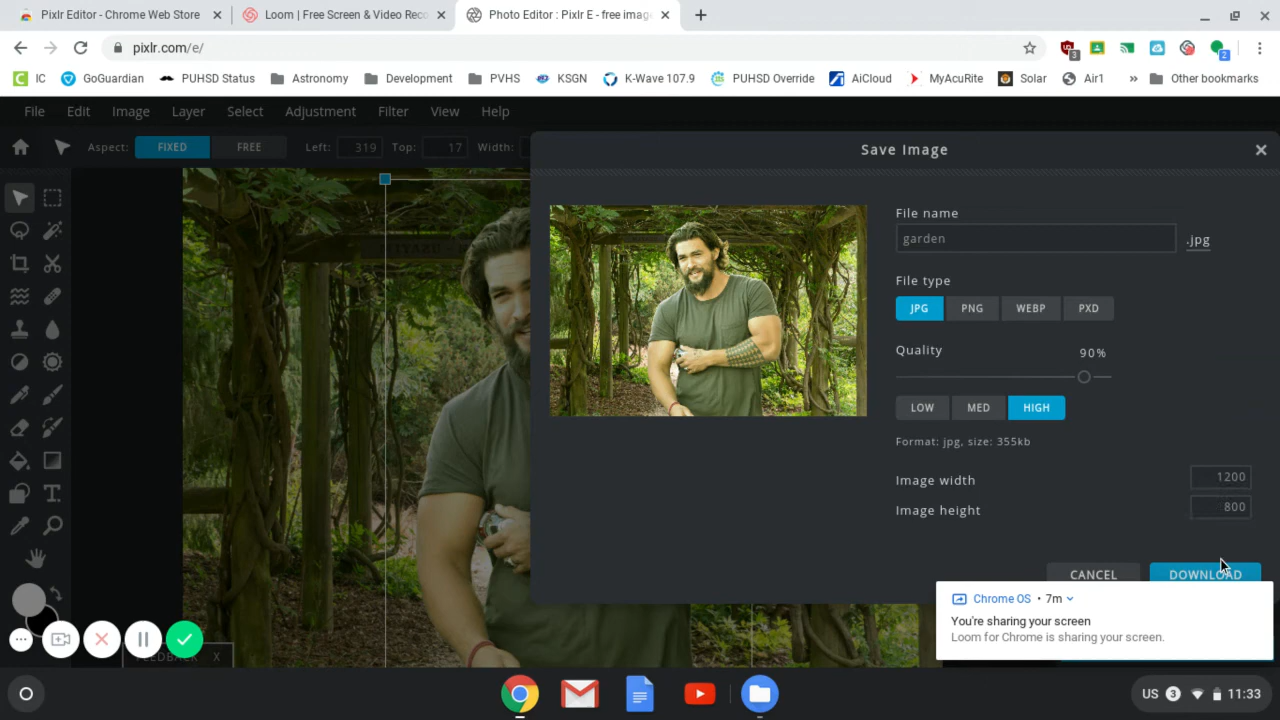 Pixlr Editor - Chrome Web Store
Loom | Free Screen & Video Reco
Photo Editor : Pixlr E - free imag
pixlr.com/e/
3
2
IC
GoGuardian
PUHSD Status
Astronomy
Development
PVHS
KSGN
K-Wave 107.9
PUHSD Override
AiCloud
MyAcuRite
Solar
Air1
»
Other bookmarks
File Edit Image Layer Select Adjustment Filter View Help
Aspect: FIXED FREE Left: 319 Top: 17 Width:
Save Image
File name
garden .jpg
File type
JPG PNG WEBP PXD
Quality 90%
LOW MED HIGH
Format: jpg, size: 355kb
Image width 1200
Image height 800
CANCEL DOWNLOAD
Chrome OS • 7m
You're sharing your screen
Loom for Chrome is sharing your screen.
FEEDBACK X
US 3 11:33